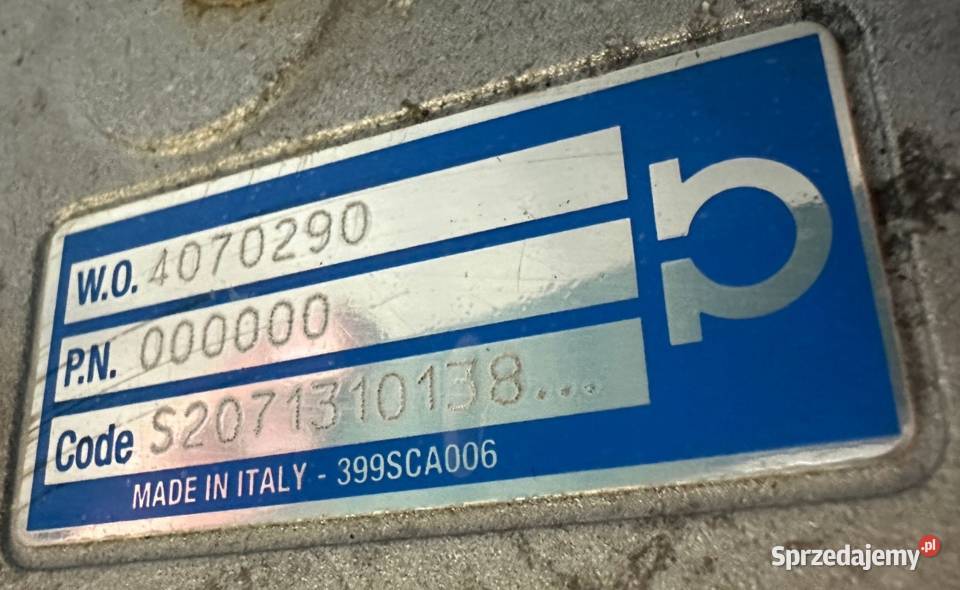 W.O. 4070290
P.N. 000000
Code S2071310138...
MADE IN ITALY - 399SCA006
Sprzedajemy.pl